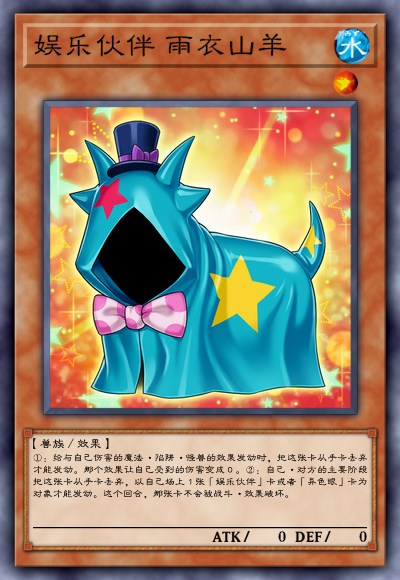 娱乐伙伴 雨衣山羊
水
【兽族／效果】
①：给与自己伤害的魔法·陷阱·怪兽的效果发动时，把这张卡从手卡丢弃
才能发动。那个效果让自己受到的伤害变成０。②：自己·对方的主要阶段
把这张卡从手卡丢弃，以自己场上１张「娱乐伙伴」卡或者「异色眼」卡为
对象才能发动。这个回合，那张卡不会被战斗·效果破坏。
ATK／ 0 DEF／ 0